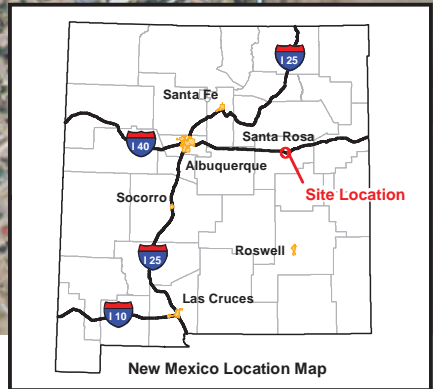 I 25
Santa Fe
Santa Rosa
I 40
Albuquerque
Site Location
Socorro
Roswell
I 25
Las Cruces
I 10
New Mexico Location Map